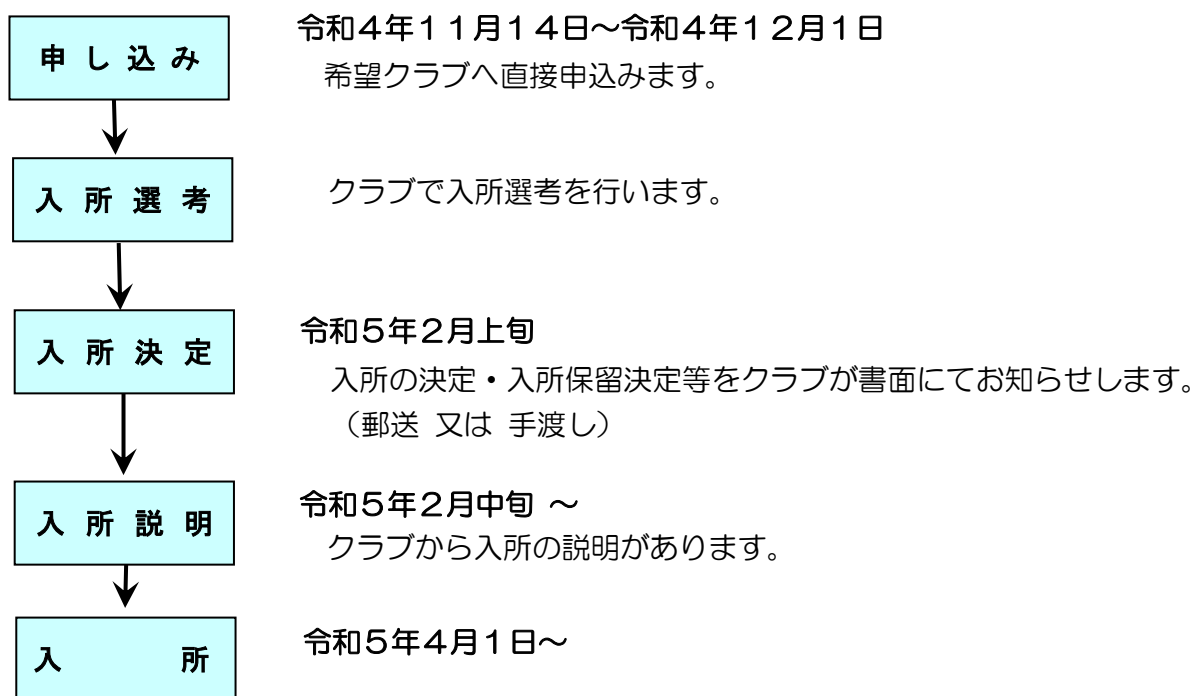 申し込み
令和４年１１月１４日～令和４年１２月１日
希望クラブへ直接申込みます。
入所選考
クラブで入所選考を行います。
入所決定
令和５年２月上旬
入所の決定・入所保留決定等をクラブが書面にてお知らせします。
（郵送 又は 手渡し）
入所説明
令和５年２月中旬 ～
クラブから入所の説明があります。
入　所
令和５年４月１日～